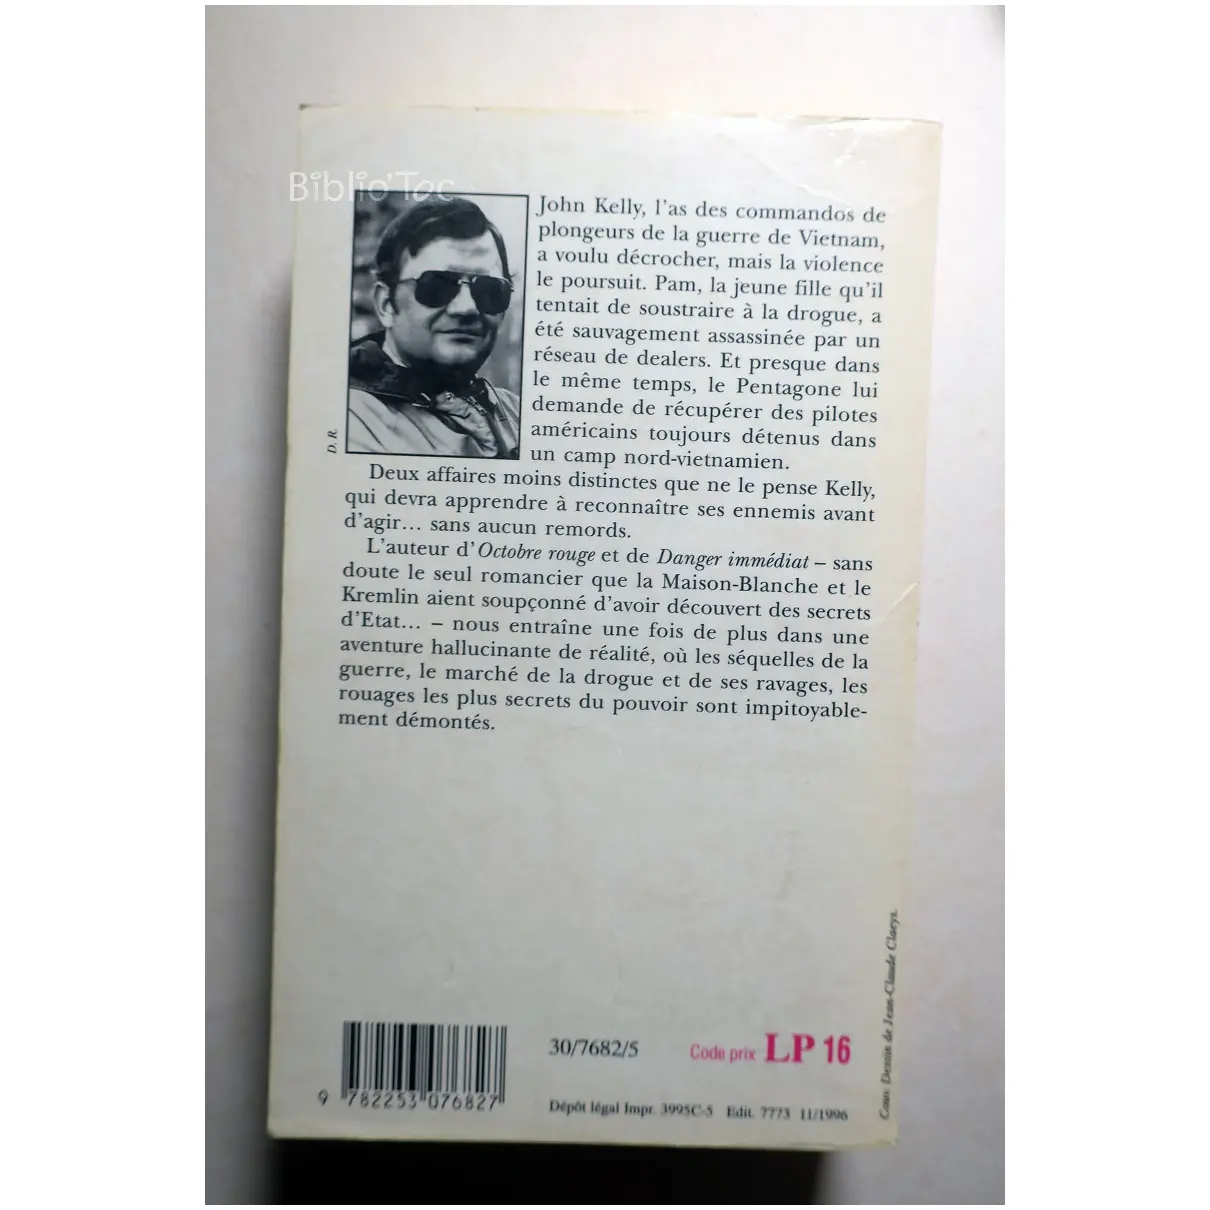 Biblio'Tec
John Kelly, l'as des commandos de
plongeurs de la guerre de Vietnam,
a voulu décrocher, mais la violence
le poursuit. Pam, la jeune fille qu'il
tentait de soustraire à la drogue, a
été sauvagement assassinée par un
réseau de dealers. Et presque dans
le même temps, le Pentagone lui
demande de récupérer des pilotes
américains toujours détenus dans
un camp nord-vietnamien.
D. R.
Deux affaires moins distinctes que ne le pense Kelly,
qui devra apprendre à reconnaître ses ennemis avant
d'agir... sans aucun remords.
L'auteur d'Octobre rouge et de Danger immédiat – sans
doute le seul romancier que la Maison-Blanche et le
Kremlin aient soupçonné d'avoir découvert des secrets
d'Etat... – nous entraîne une fois de plus dans une
aventure hallucinante de réalité, où les séquelles de la
guerre, le marché de la drogue et de ses ravages, les
rouages les plus secrets du pouvoir sont impitoyable-
ment démontés.
Couv. Dessin de Jean-Claude Claeys.
9 782253 076827
30/7682/5
Code prix LP 16
Dépôt légal Impr. 3995C-5 Edit. 7773 11/1996